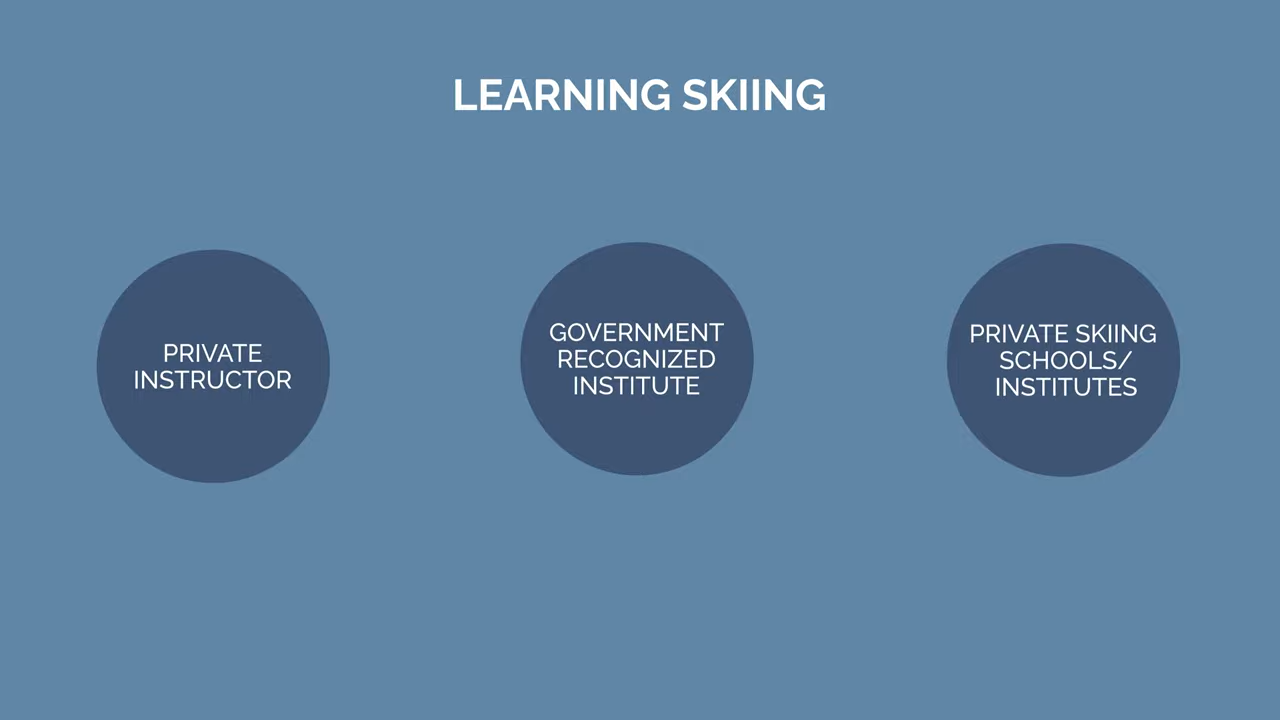 LEARNING SKIING
PRIVATE
INSTRUCTOR
GOVERNMENT
RECOGNIZED
INSTITUTE
PRIVATE SKIING
SCHOOLS/
INSTITUTES